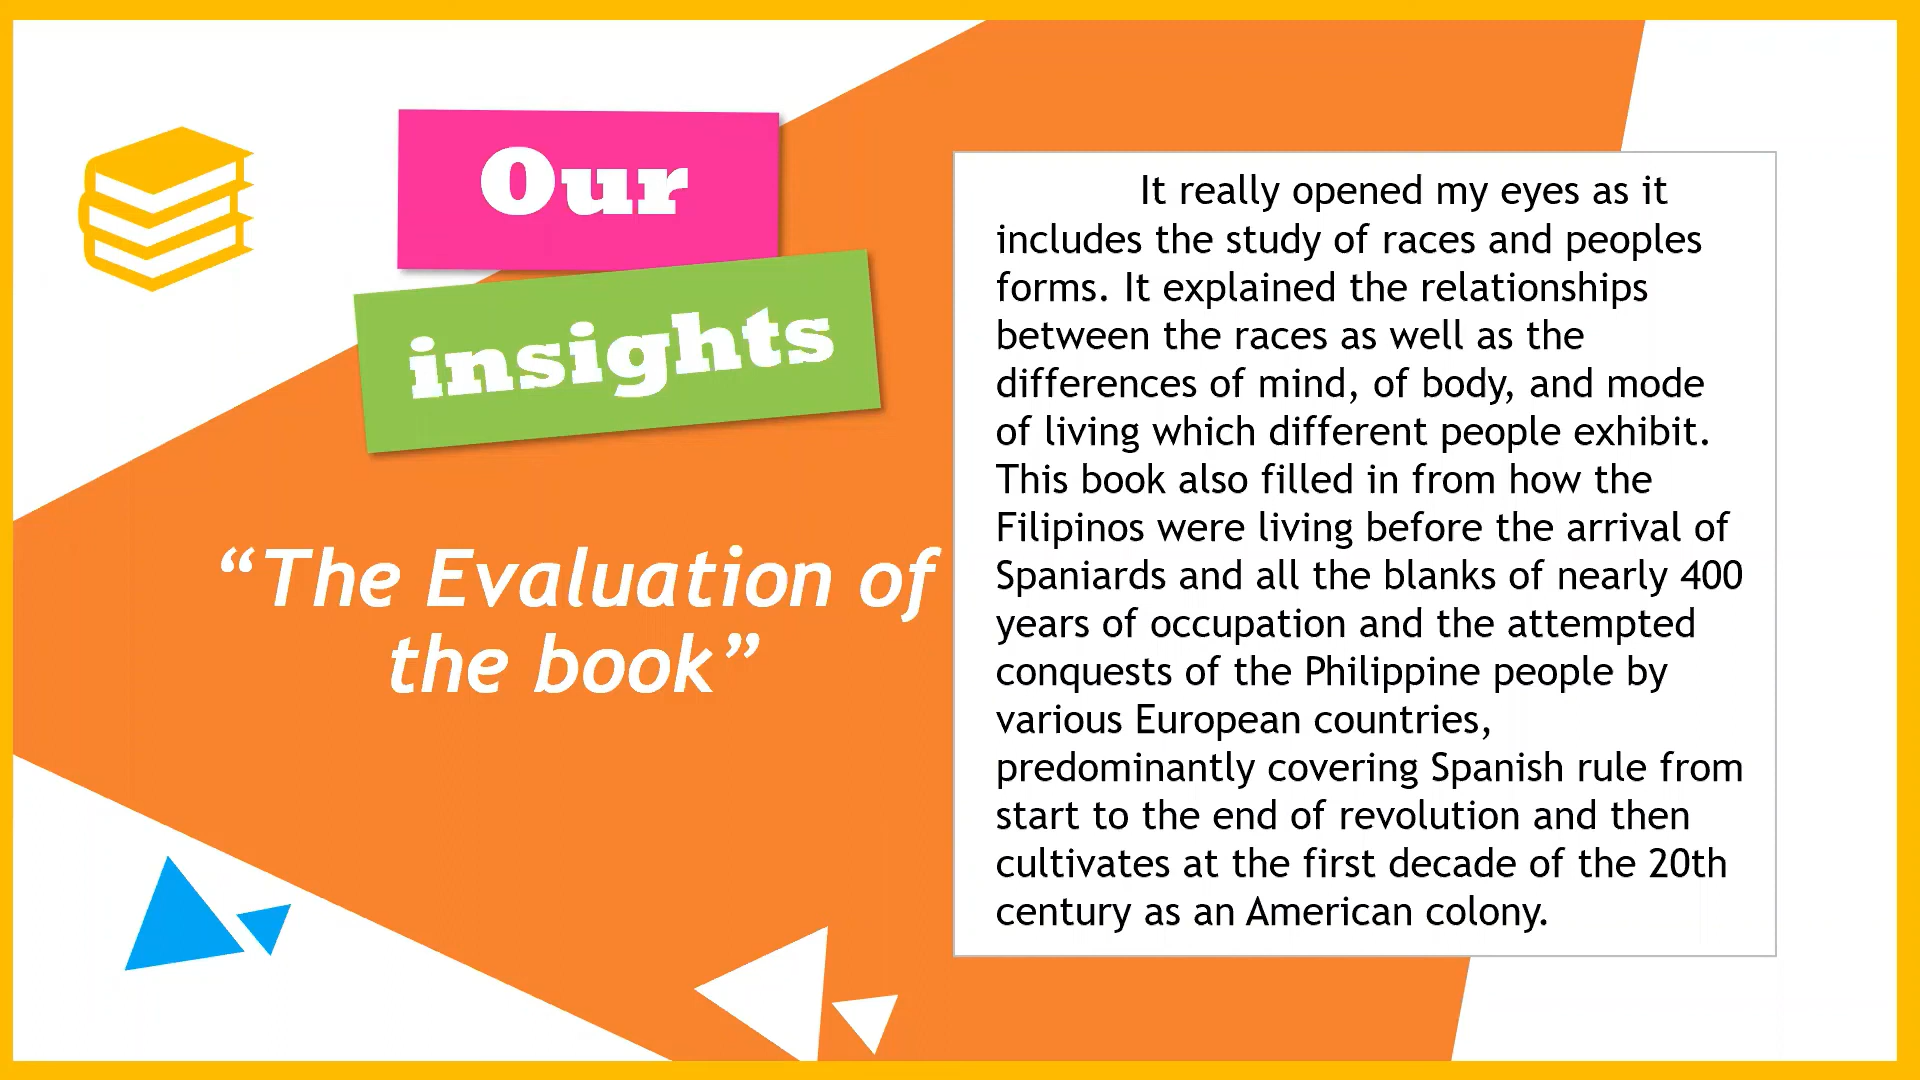 Our
insights
“The Evaluation of
the book”
It really opened my eyes as it
includes the study of races and peoples
forms. It explained the relationships
between the races as well as the
differences of mind, of body, and mode
of living which different people exhibit.
This book also filled in from how the
Filipinos were living before the arrival of
Spaniards and all the blanks of nearly 400
years of occupation and the attempted
conquests of the Philippine people by
various European countries,
predominantly covering Spanish rule from
start to the end of revolution and then
cultivates at the first decade of the 20th
century as an American colony.